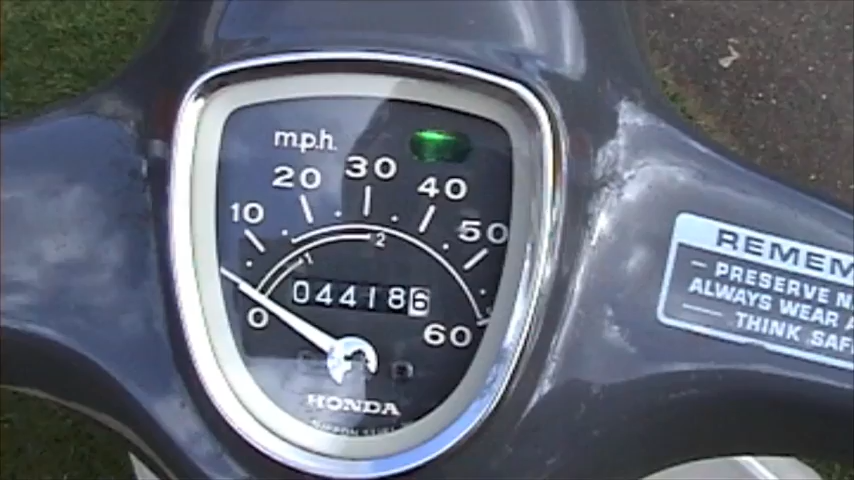 m.p.h.
10 20 30 40 50
1 2
044186
0 60
HONDA
REMEM
— PRESERVE N
ALWAYS WEAR A
— THINK SAF